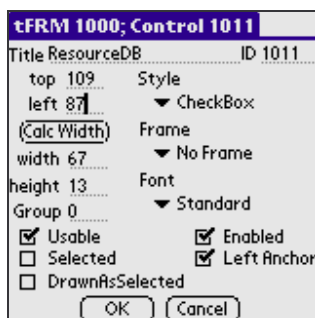 tFRM 1000; Control 1011
Title ResourceDB ID 1011
top 109 Style
left 87 CheckBox
Calc Width Frame
width 67 No Frame
height 13 Font
Group 0 Standard
Usable Enabled
Selected Left Anchor
DrawnAsSelected
OK Cancel